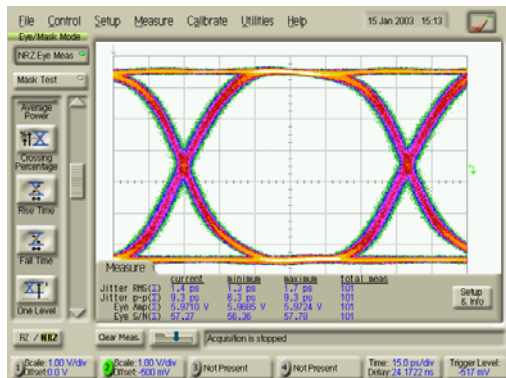 File Control Setup Measure Calibrate Utilities Help 15 Jan 2003 15:13
Eye/Mask Mode
NRZ Eye Meas
Mask Test
Average
Power
Crossing
Percentage
Rise Time
Fall Time
One Level
Measure
current minimum maximum total meas
Jitter RMS(Σ) 1.4 ps 1.3 ps 1.7 ps 101
Jitter p-p(Σ) 9.3 ps 6.3 ps 9.3 ps 101
Eye Amp(Σ) 5.9710 V 5.9685 V 5.9724 V 101
Eye S/N(Σ) 57.27 56.36 57.78 101
Setup
& Info
RZ / NRZ
Clear Meas.
Acquisition is stopped
1 Scale: 1.00 V/div
Offset: 0.0 V
2 Scale: 1.00 V/div
Offset: -500 mV
3 Not Present
4 Not Present
Time: 15.0 ps/div
Delay: 24.1722 ns
Trigger Level:
-517 mV